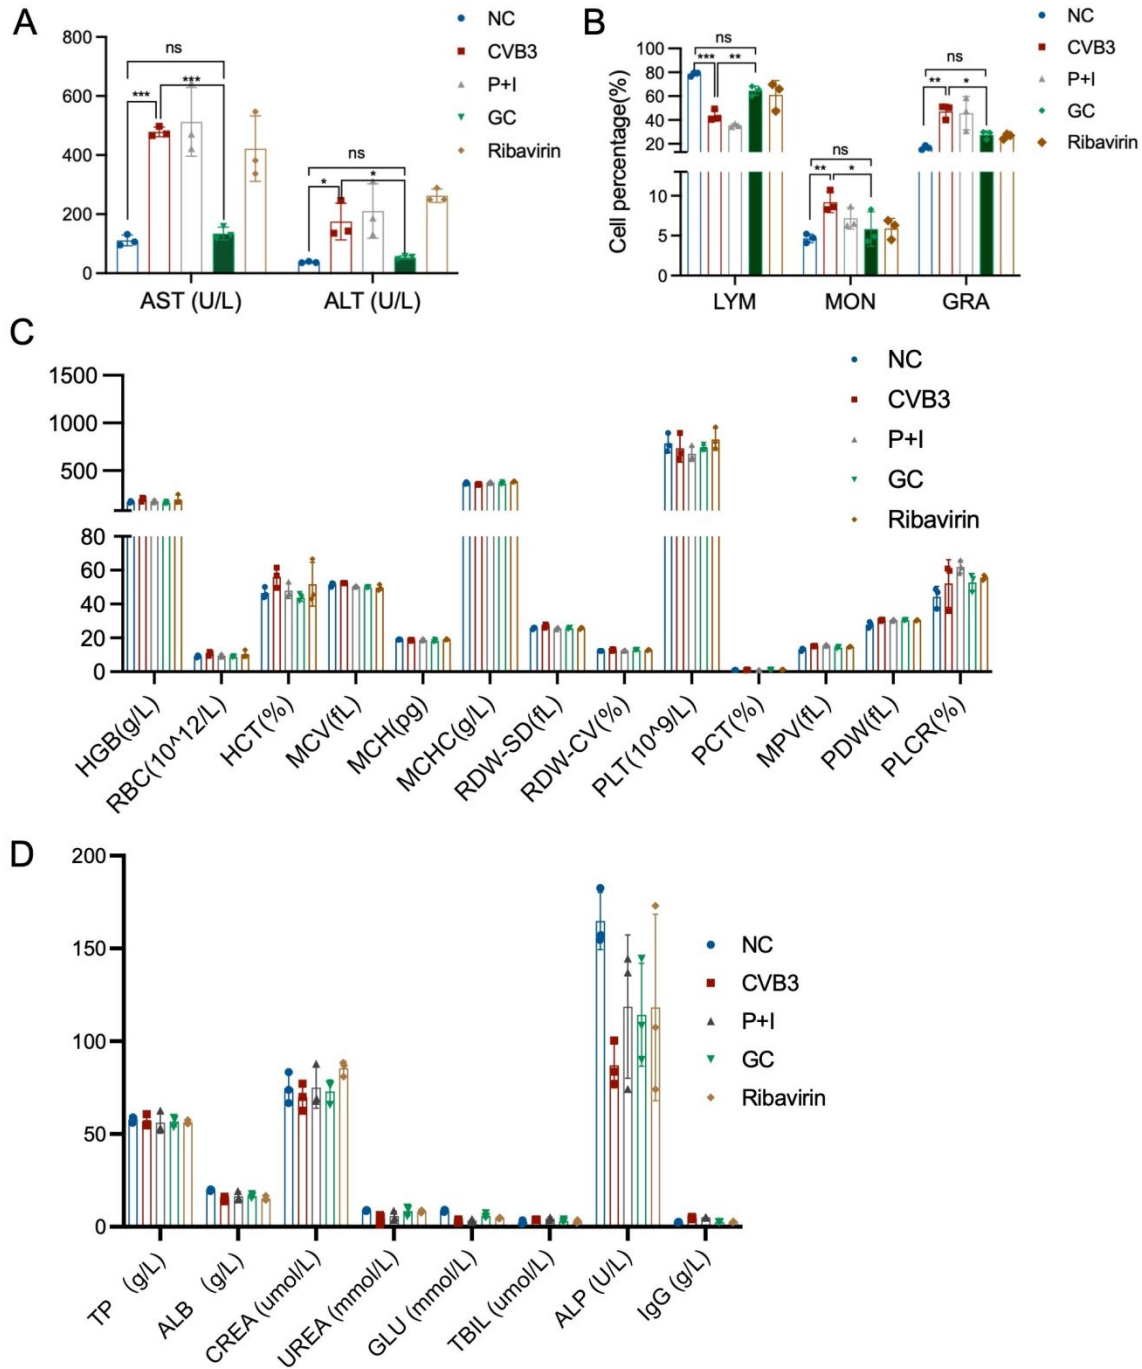 A
800
600
400
200
0
ns
***
***
ns
*
*
AST (U/L)
ALT (U/L)
NC
CVB3
P+I
GC
Ribavirin
B
Cell percentage(%)
100
80
60
40
20
10
5
0
ns
***
**
ns
**
*
ns
**
*
LYM
MON
GRA
NC
CVB3
P+I
GC
Ribavirin
C
1500
1000
500
80
60
40
20
0
NC
CVB3
P+I
GC
Ribavirin
HGB(g/L)
RBC(10^12/L)
HCT(%)
MCV(fL)
MCH(pg)
MCHC(g/L)
RDW-SD(fL)
RDW-CV(%)
PLT(10^9/L)
PCT(%)
MPV(fL)
PDW(fL)
PLCR(%)
D
200
150
100
50
0
NC
CVB3
P+I
GC
Ribavirin
TP (g/L)
ALB (g/L)
CREA (umol/L)
UREA (mmol/L)
GLU (mmol/L)
TBIL (umol/L)
ALP (U/L)
IgG (g/L)